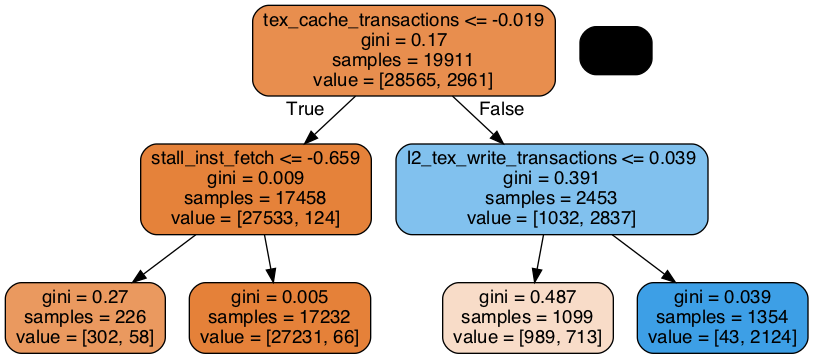 tex_cache_transactions <= -0.019
gini = 0.17
samples = 19911
value = [28565, 2961]
True
False
stall_inst_fetch <= -0.659
gini = 0.009
samples = 17458
value = [27533, 124]
l2_tex_write_transactions <= 0.039
gini = 0.391
samples = 2453
value = [1032, 2837]
gini = 0.27
samples = 226
value = [302, 58]
gini = 0.005
samples = 17232
value = [27231, 66]
gini = 0.487
samples = 1099
value = [989, 713]
gini = 0.039
samples = 1354
value = [43, 2124]